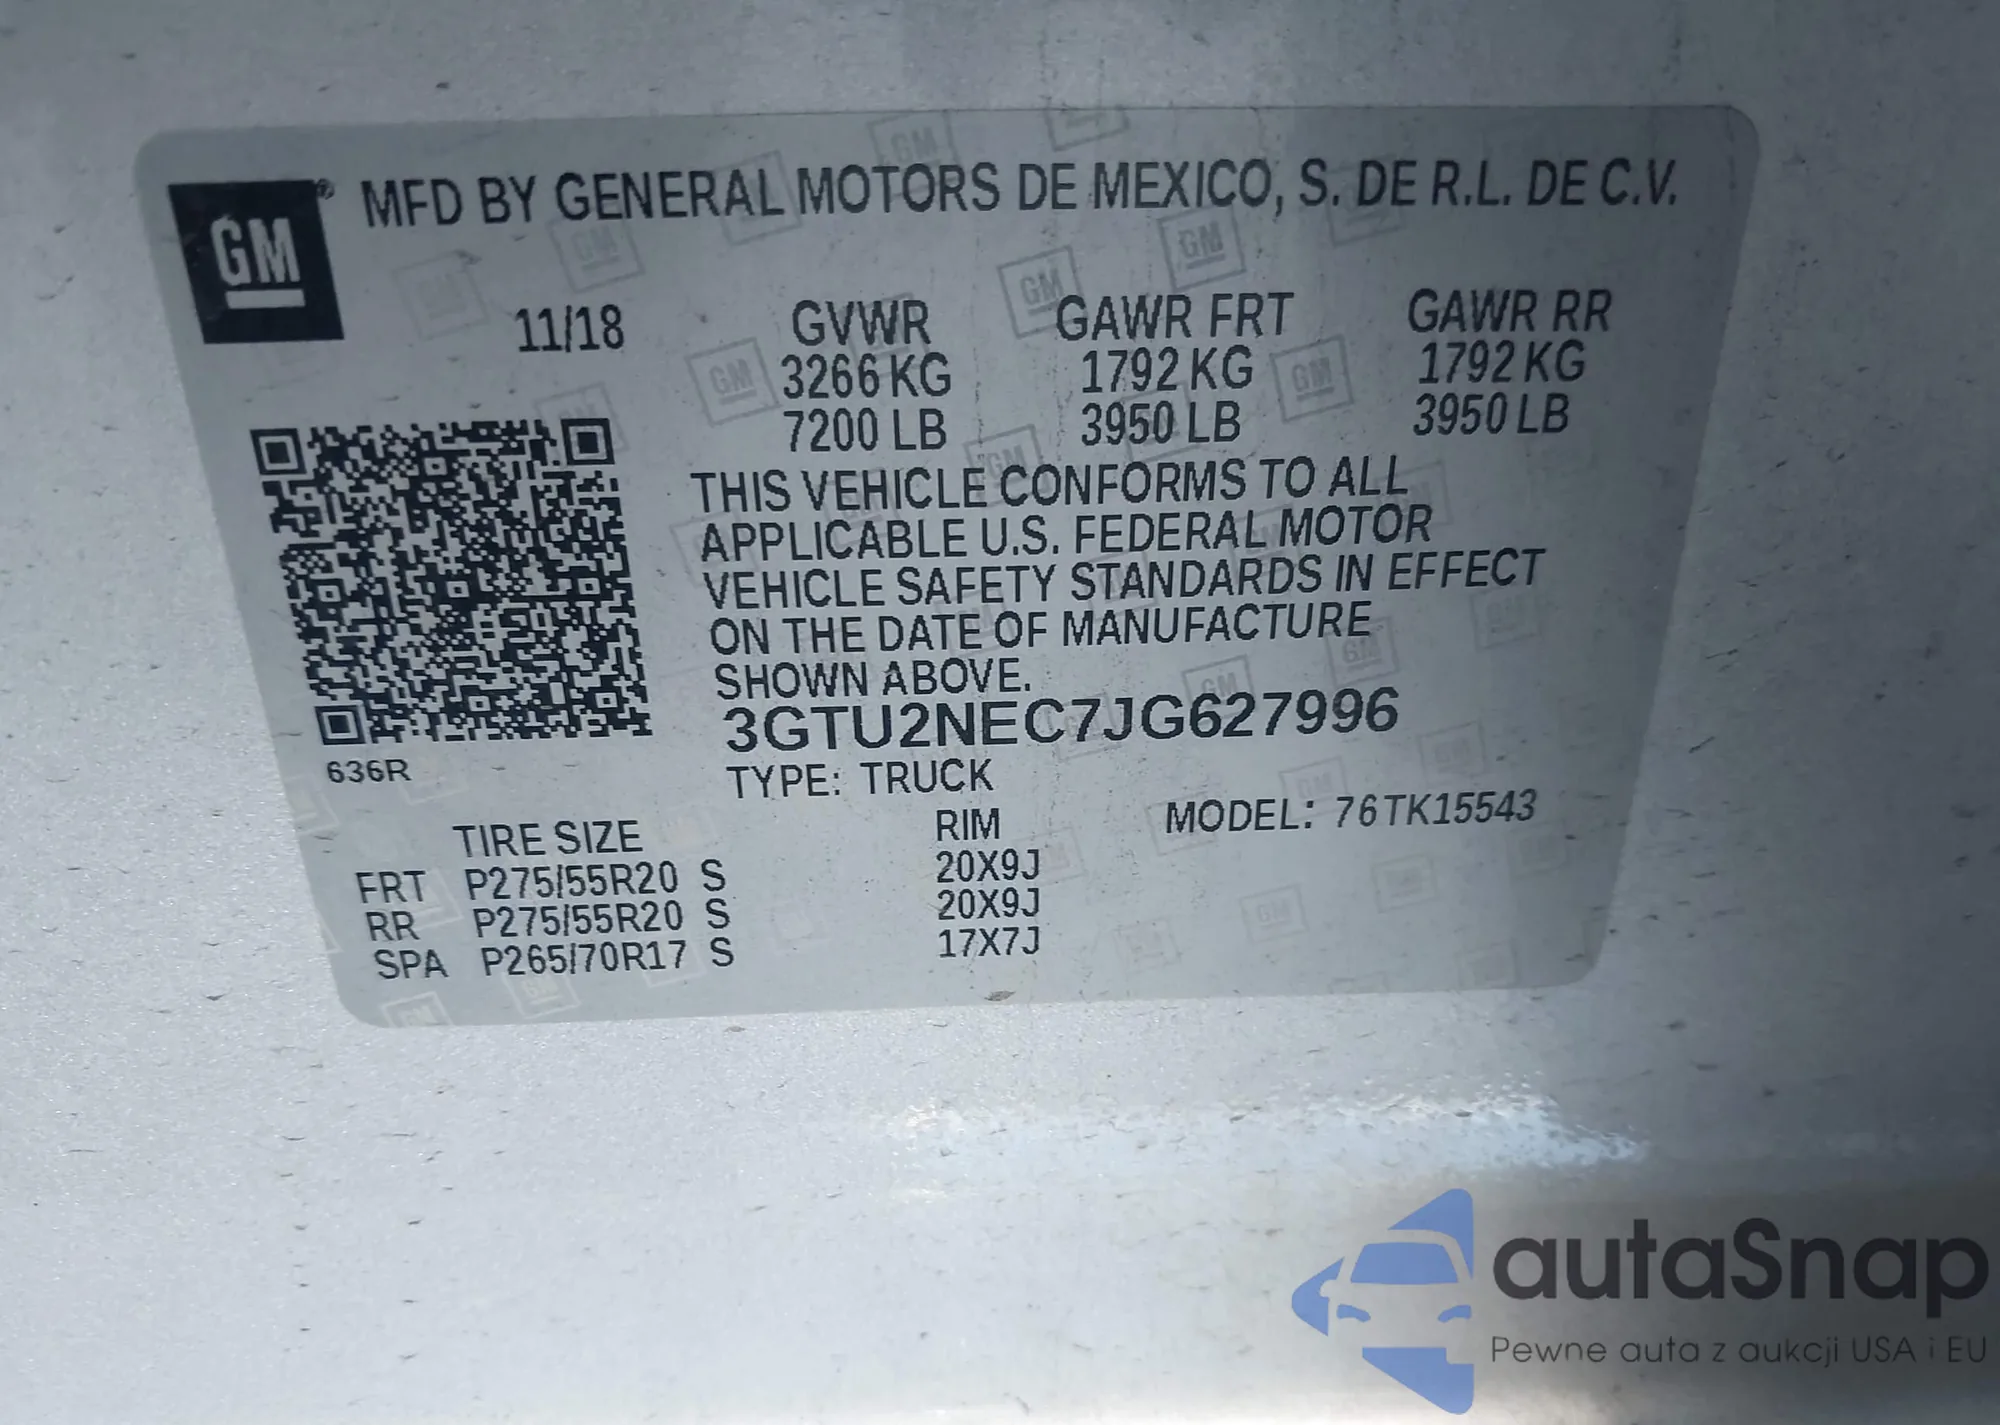 GM ® MFD BY GENERAL MOTORS DE MEXICO, S. DE R.L. DE C.V.
11/18 GVWR GAWR FRT GAWR RR
3266 KG 1792 KG 1792 KG
7200 LB 3950 LB 3950 LB
THIS VEHICLE CONFORMS TO ALL
APPLICABLE U.S. FEDERAL MOTOR
VEHICLE SAFETY STANDARDS IN EFFECT
ON THE DATE OF MANUFACTURE
SHOWN ABOVE.
3GTU2NEC7JG627996
636R
TYPE: TRUCK MODEL: 76TK15543
TIRE SIZE RIM
FRT P275/55R20 S 20X9J
RR P275/55R20 S 20X9J
SPA P265/70R17 S 17X7J
autaSnap
Pewne auta z aukcji USA i EU